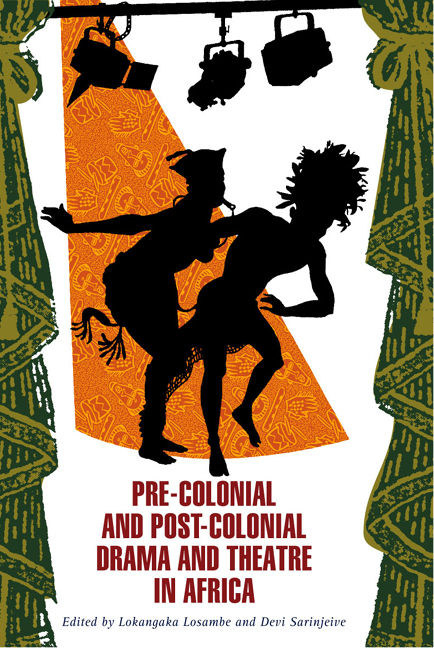 PRE-COLONIAL
AND POST-COLONIAL
DRAMA AND THEATRE
IN AFRICA
Edited by Lokangaka Losambe and Devi Sarinjeive